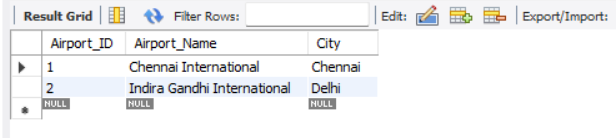 Result Grid Filter Rows: Edit: Export/Import:
Airport_ID Airport_Name City
1 Chennai International Chennai
2 Indira Gandhi International Delhi
NULL NULL NULL